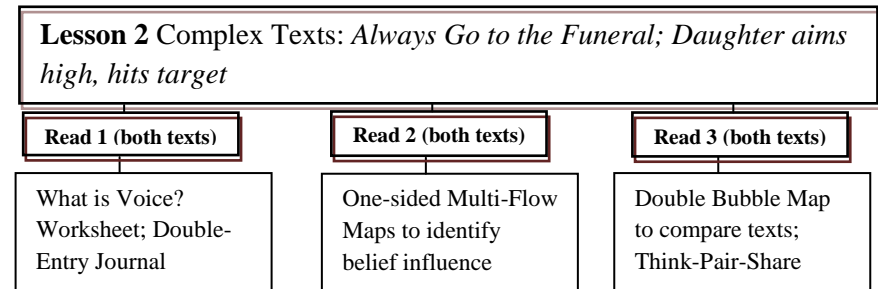 Lesson 2 Complex Texts: Always Go to the Funeral; Daughter aims
high, hits target
Read 1 (both texts)
Read 2 (both texts)
Read 3 (both texts)
What is Voice?
Worksheet; Double-
Entry Journal
One-sided Multi-Flow
Maps to identify
belief influence
Double Bubble Map
to compare texts;
Think-Pair-Share